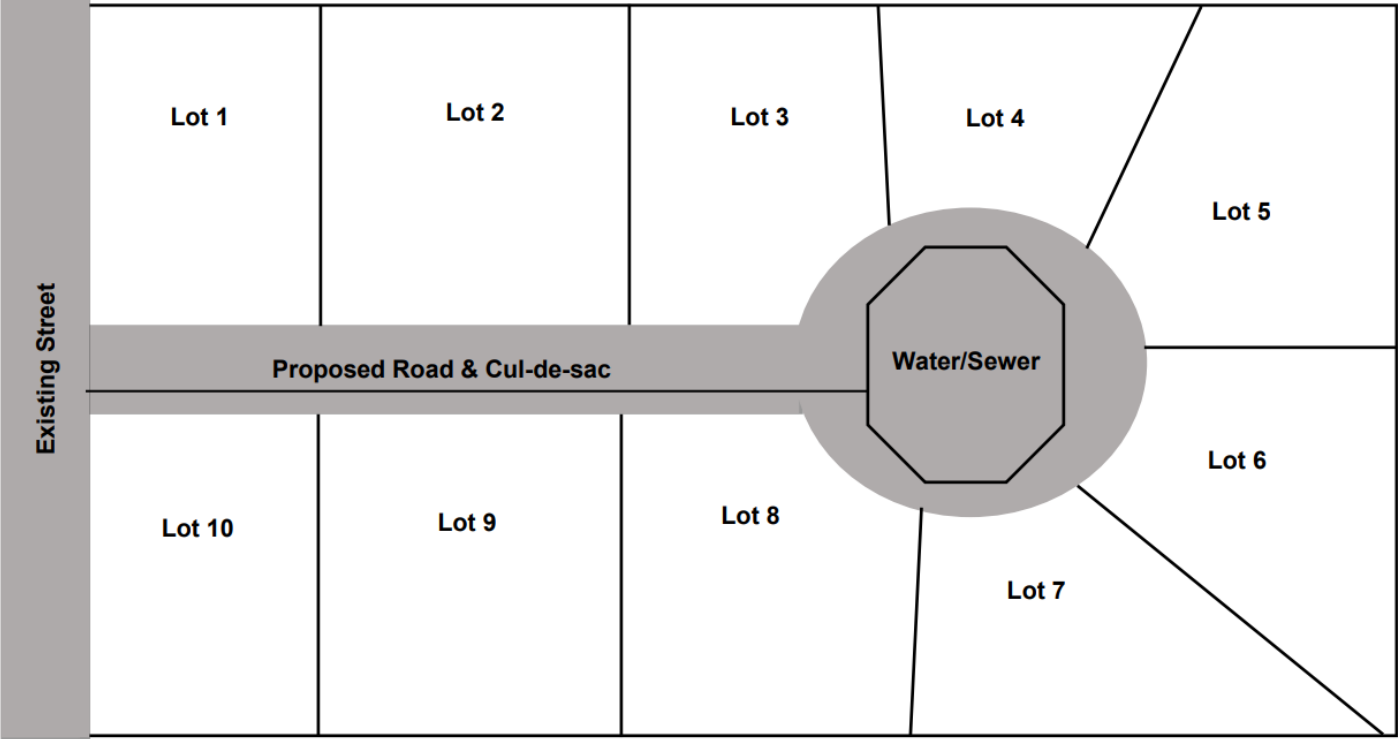 Lot 1
Lot 2
Lot 3
Lot 4
Lot 5
Existing Street
Proposed Road & Cul-de-sac
Water/Sewer
Lot 6
Lot 10
Lot 9
Lot 8
Lot 7